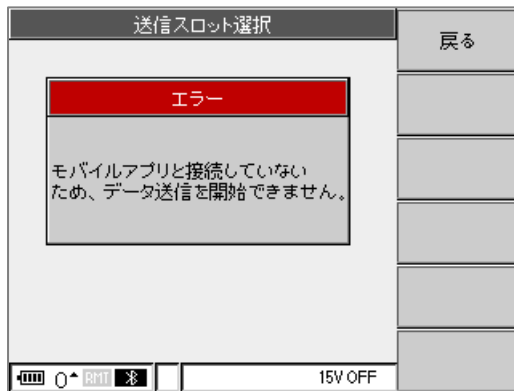 送信スロット選択
戻る
エラー
モバイルアプリと接続していない
ため、データ送信を開始できません。
RMT
15V OFF